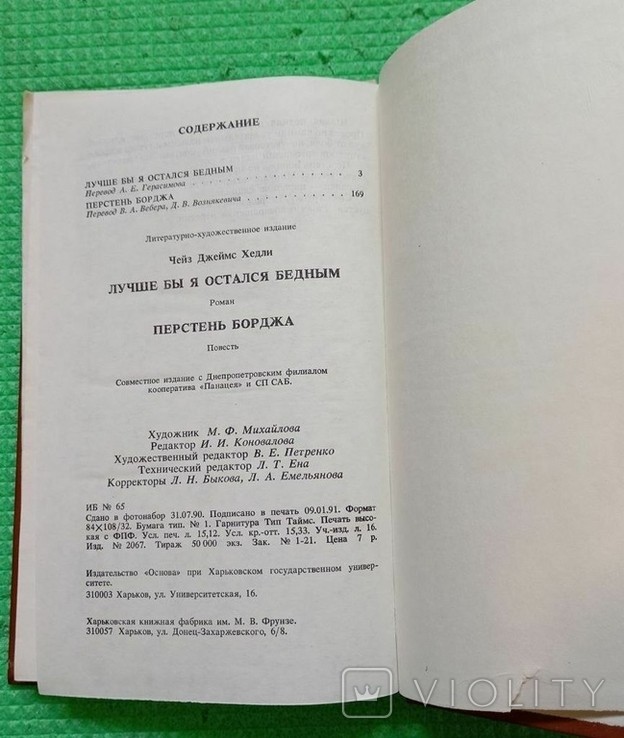 СОДЕРЖАНИЕ
ЛУЧШЕ БЫ Я ОСТАЛСЯ БЕДНЫМ
Перевод А. Е. Герасимова . . . . . . . . . . . . . . . . 3
ПЕРСТЕНЬ БОРДЖА
Перевод В. А. Вебера, Д. В. Вознякевича . . . . . . . . . . 169
Литературно-художественное издание
Чейз Джеймс Хедли
ЛУЧШЕ БЫ Я ОСТАЛСЯ БЕДНЫМ
Роман
ПЕРСТЕНЬ БОРДЖА
Повесть
Совместное издание с Днепропетровским филиалом
кооператива «Панацея» и СП САБ.
Художник М. Ф. Михайлова
Редактор И. И. Коновалова
Художественный редактор В. Е. Петренко
Технический редактор Л. Т. Ена
Корректоры Л. Н. Быкова, Л. А. Емельянова
ИБ № 65
Сдано в фотонабор 31.07.90. Подписано в печать 09.01.91. Формат
84×108/32. Бумага тип. № 1. Гарнитура Тип Таймс. Печать высо-
кая с ФПФ. Усл. печ. л. 15,12. Усл. кр.-отт. 15,33. Уч.-изд. л. 16.
Изд. № 2067. Тираж 50 000 экз. Зак. № 1-21. Цена 7 р.
Издательство «Основа» при Харьковском государственном универ-
ситете.
310003 Харьков, ул. Университетская, 16.
Харьковская книжная фабрика им. М. В. Фрунзе.
310057 Харьков, ул. Донец-Захаржевского, 6/8.
VIOLITY